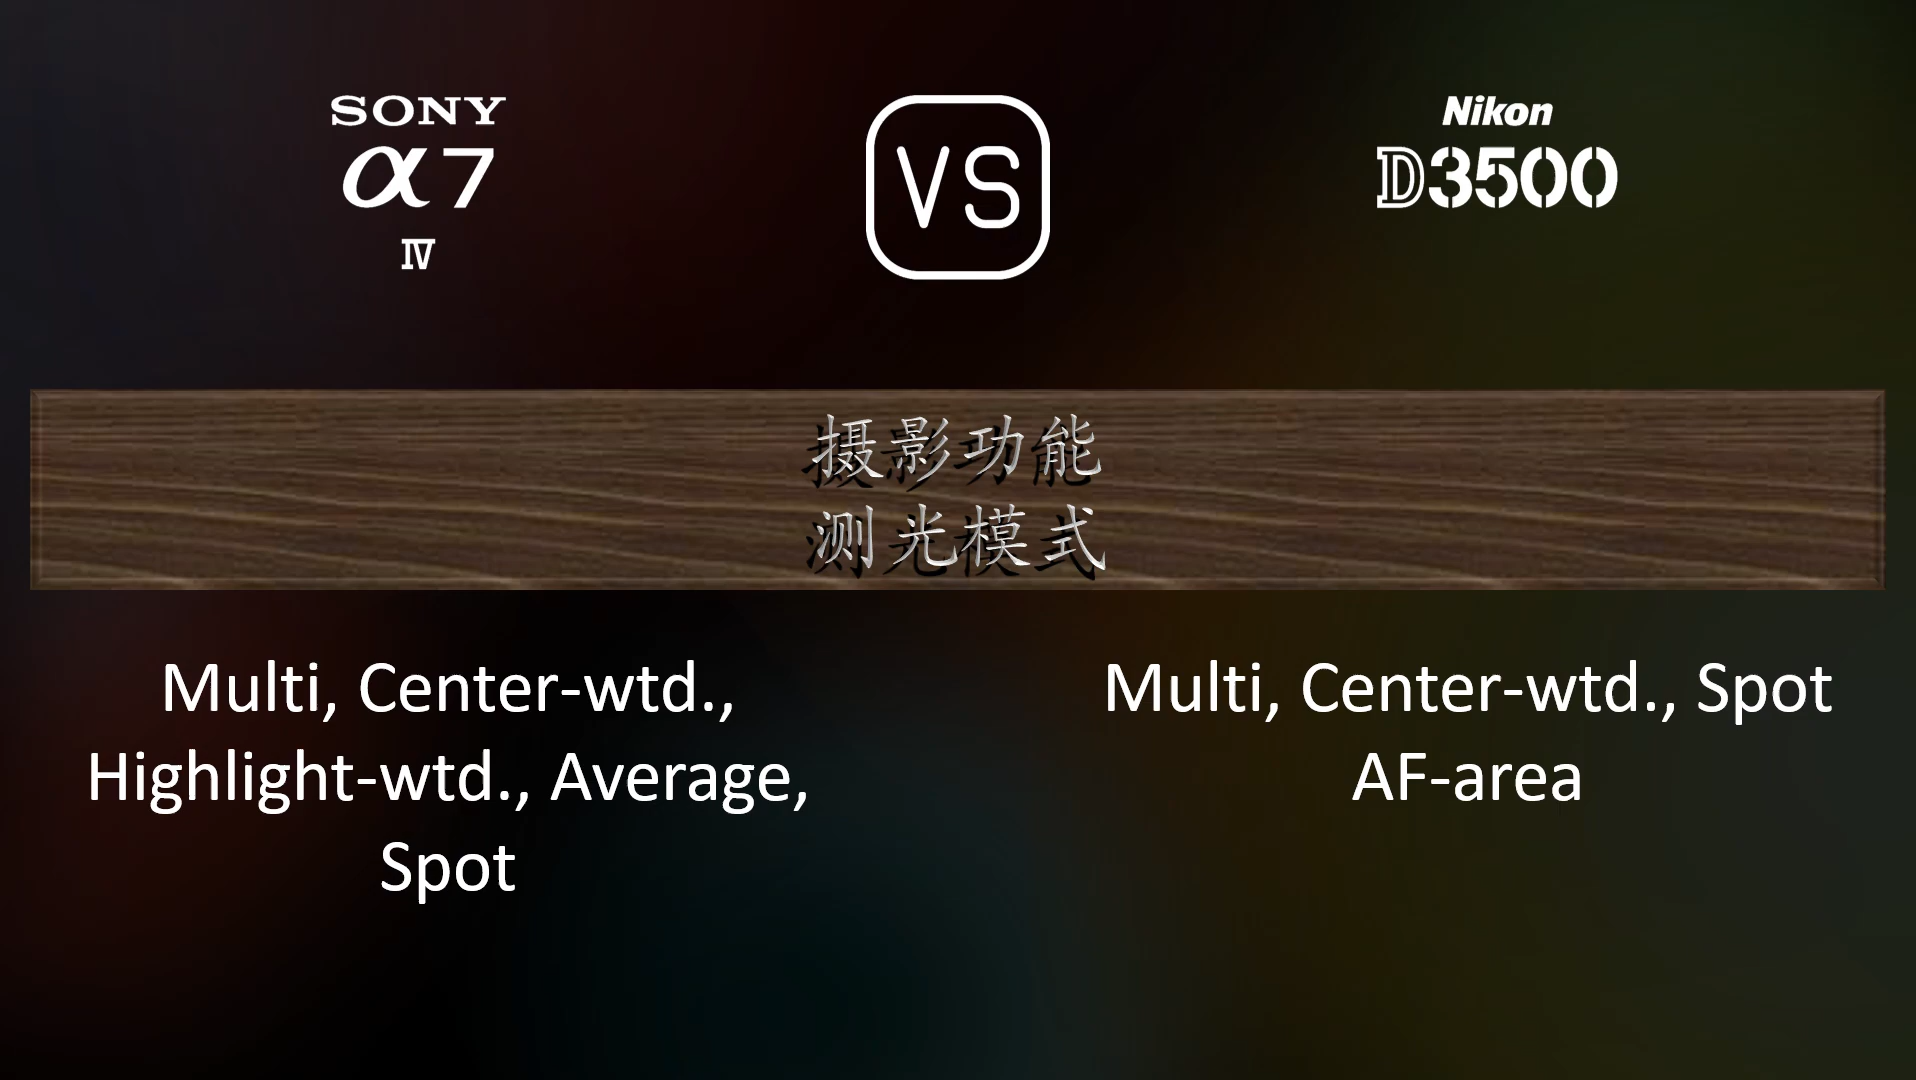 SONY
α7
IV
VS
Nikon
D3500
摄影功能
测光模式
Multi, Center-wtd.,
Highlight-wtd., Average,
Spot
Multi, Center-wtd., Spot
AF-area